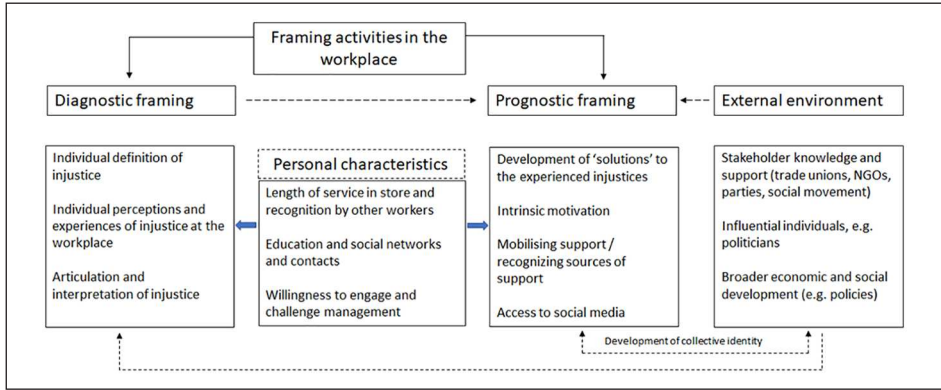 Framing activities in the
workplace
Diagnostic framing
Prognostic framing
External environment
Individual definition of
injustice
Individual perceptions and
experiences of injustice at the
workplace
Articulation and
interpretation of injustice
Personal characteristics
Length of service in store and
recognition by other workers
Education and social networks
and contacts
Willingness to engage and
challenge management
Development of ‘solutions’ to
the experienced injustices
Intrinsic motivation
Mobilising support /
recognizing sources of
support
Access to social media
Stakeholder knowledge and
support (trade unions, NGOs,
parties, social movement)
Influential individuals, e.g.
politicians
Broader economic and social
development (e.g. policies)
Development of collective identity